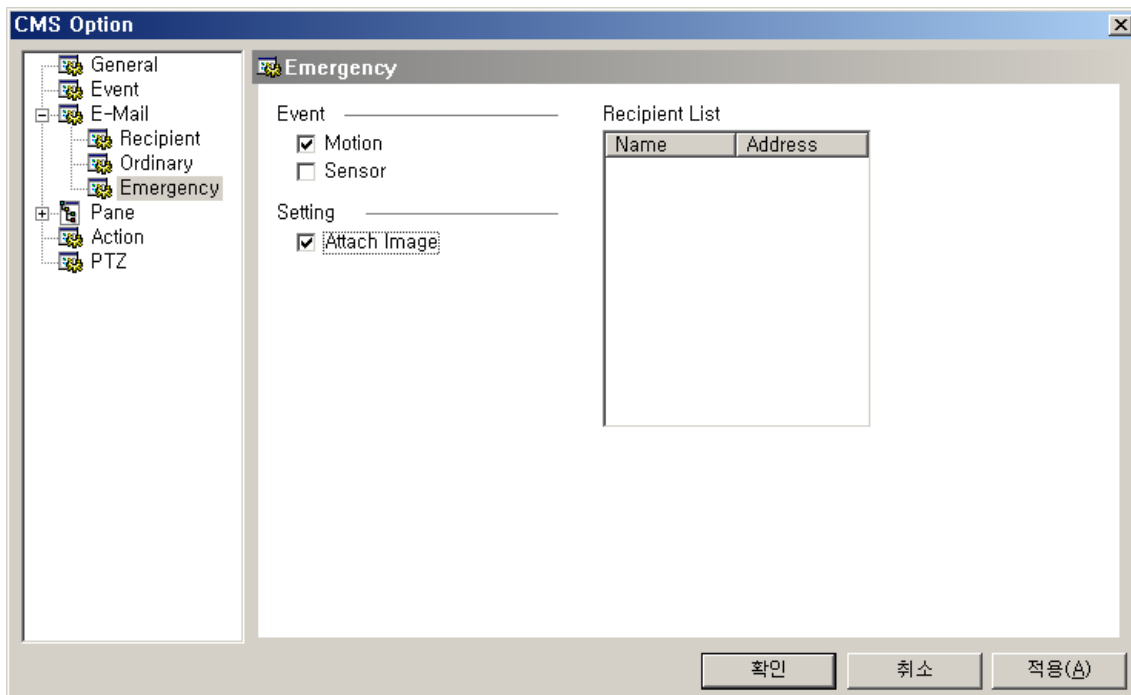 CMS Option
General
Event
E-Mail
Recipient
Ordinary
Emergency
Pane
Action
PTZ
Emergency
Event
Motion
Sensor
Setting
Attach Image
Recipient List
Name Address
확인 취소 적용(A)